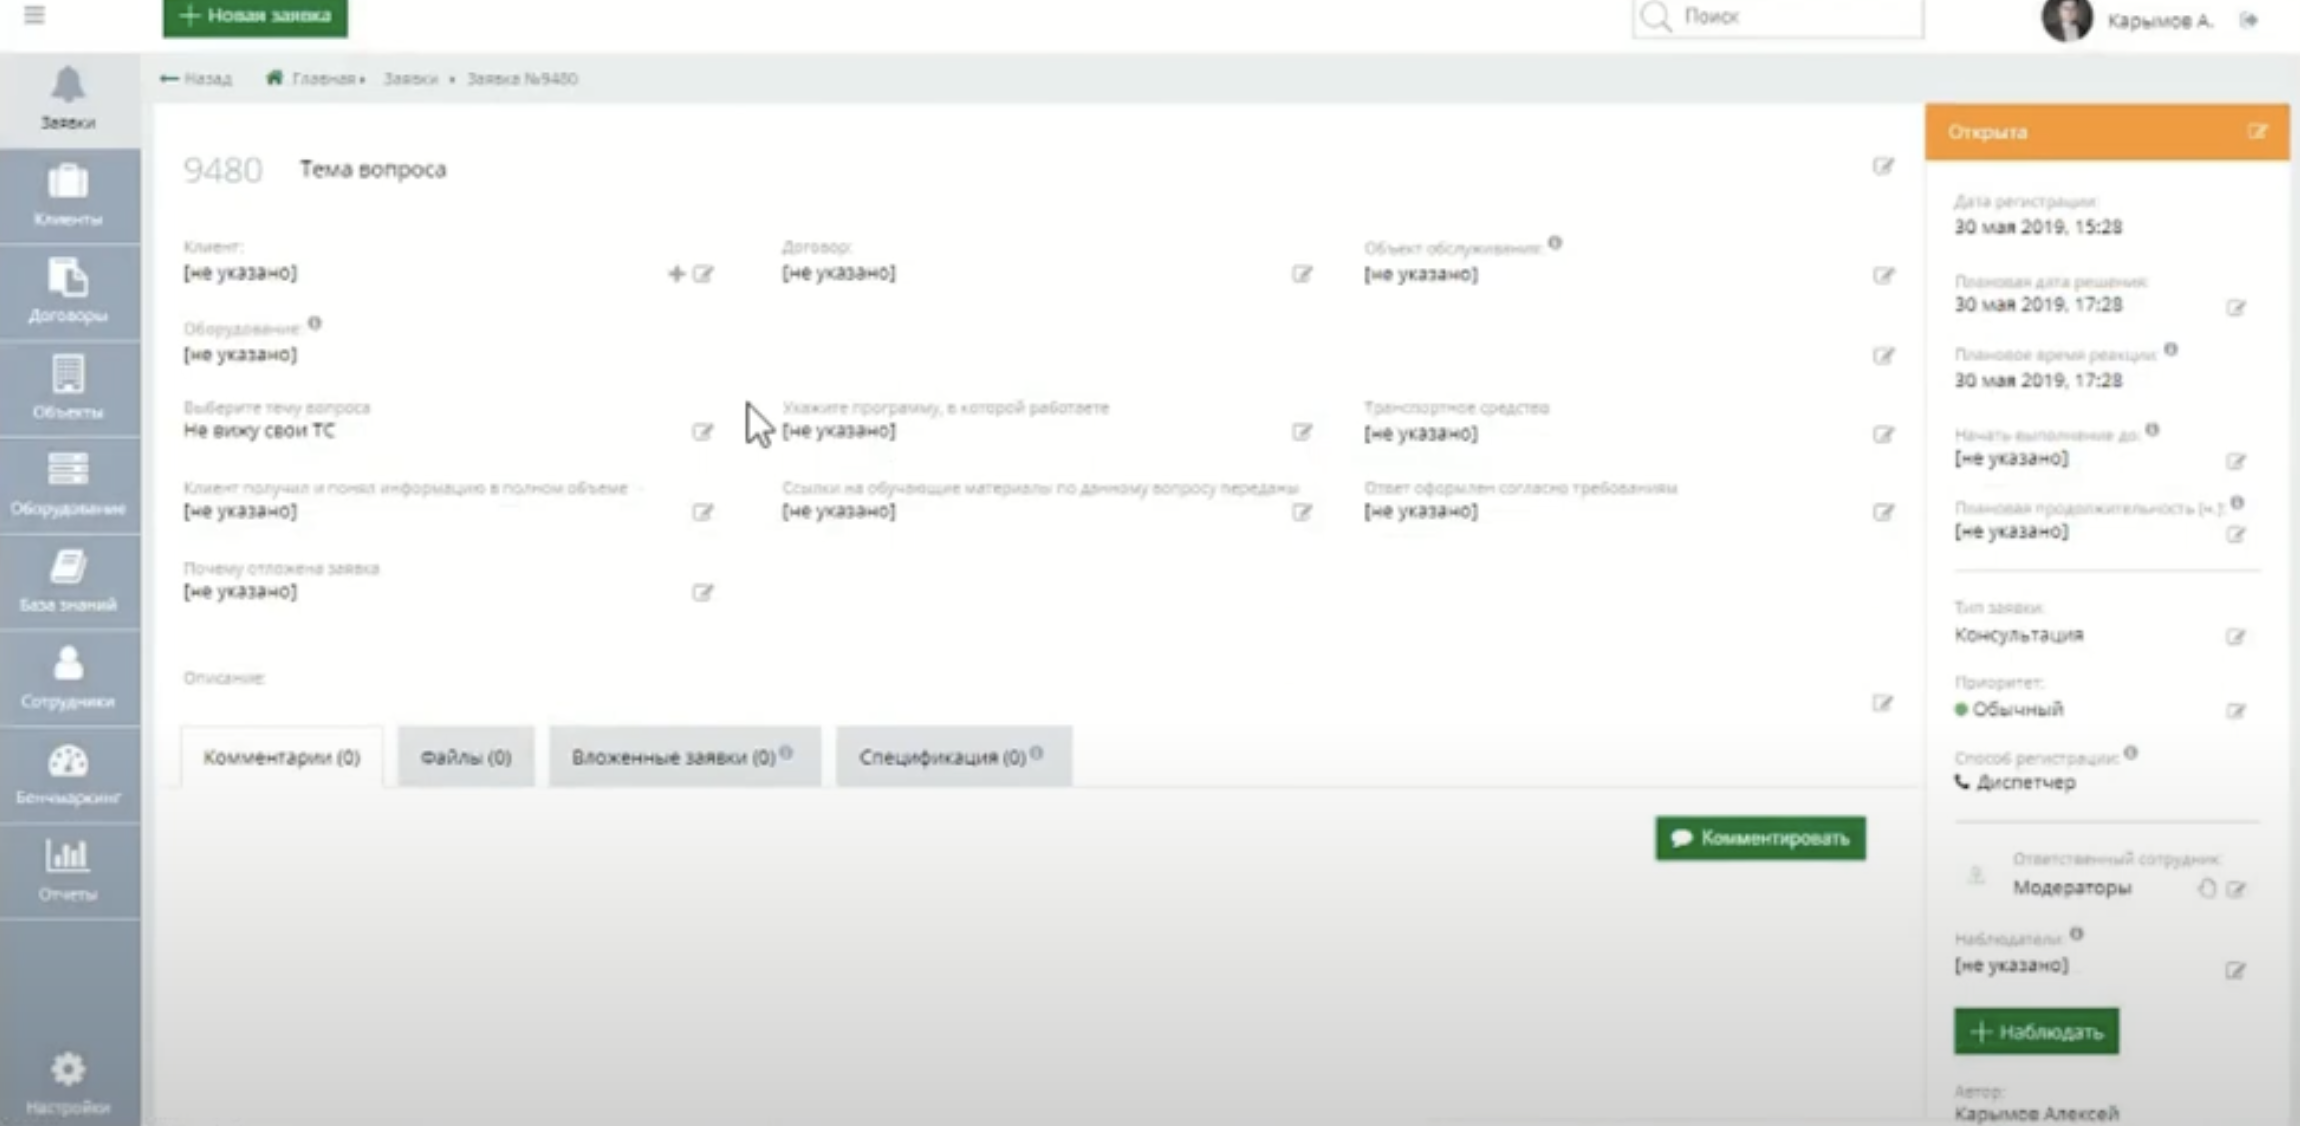 Новая заявка
Поиск
Карымов А.
Назад Главная Заявки Заявка №9480
Заявки
Клиенты
Договоры
Объекты
Оборудование
База знаний
Сотрудники
Бенчмаркинг
Отчеты
Настройки
9480 Тема вопроса
Клиент:
[не указано]
Договор:
[не указано]
Объект обслуживания:
[не указано]
Оборудование:
[не указано]
Выберите тему вопроса
Не вижу свои ТС
Укажите программу, в которой работаете
[не указано]
Транспортное средство
[не указано]
Клиент получил и понял информацию в полном объеме
[не указано]
Ссылки на обучающие материалы по данному вопросу переданы
[не указано]
Ответ оформлен согласно требованиям
[не указано]
Почему отложена заявка
[не указано]
Описание:
Комментарии (0)
Файлы (0)
Вложенные заявки (0)
Спецификация (0)
Комментировать
Открыта
Дата регистрации:
30 мая 2019, 15:28
Плановая дата решения:
30 мая 2019, 17:28
Плановое время реакции:
30 мая 2019, 17:28
Начать выполнение до:
[не указано]
Плановая продолжительность [ч.]:
[не указано]
Тип заявки:
Консультация
Приоритет:
Обычный
Способ регистрации:
Диспетчер
Ответственный сотрудник:
Модераторы
Наблюдатели:
[не указано]
Наблюдать
Автор:
Карымов Алексей